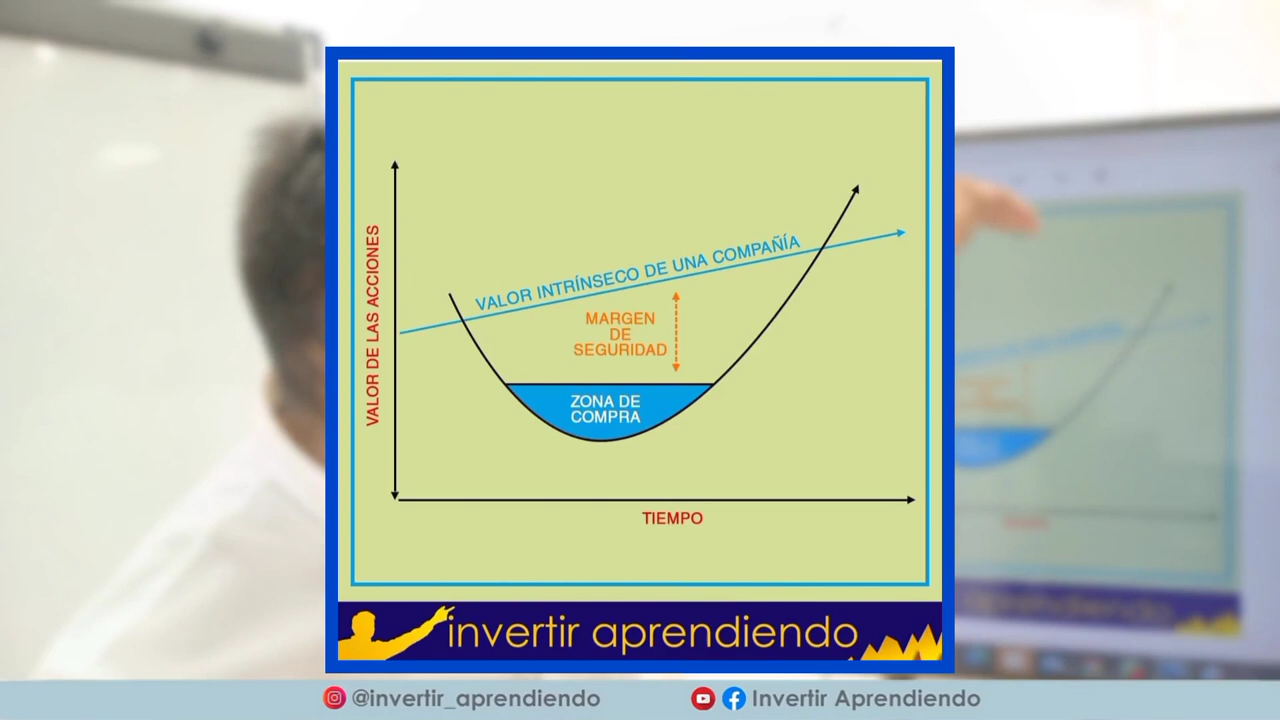 VALOR DE LAS ACCIONES
VALOR INTRÍNSECO DE UNA COMPAÑÍA
MARGEN
DE
SEGURIDAD
ZONA DE
COMPRA
TIEMPO
invertir aprendiendo
@invertir_aprendiendo
Invertir Aprendiendo